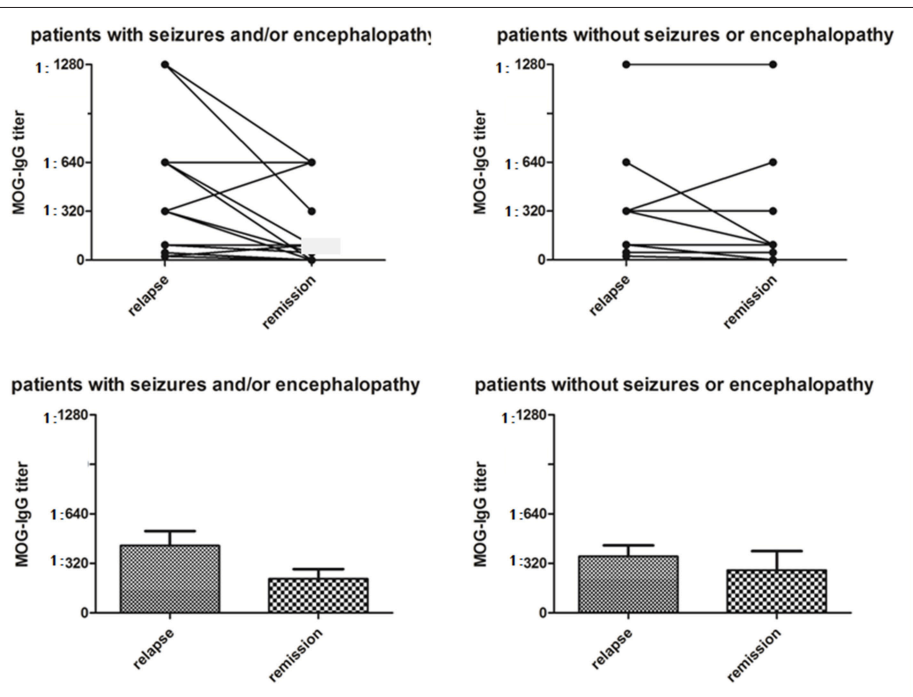 patients with seizures and/or encephalopathy
patients without seizures or encephalopathy
1: 1280
1: 640
1: 320
0
MOG-IgG titer
relapse
remission
1: 1280
1: 640
1: 320
0
MOG-IgG titer
relapse
remission
patients with seizures and/or encephalopathy
patients without seizures or encephalopathy
1:1280
1:640
1:320
0
MOG-IgG titer
relapse
remission
1:1280
1:640
1:320
0
MOG-IgG titer
relapse
remission